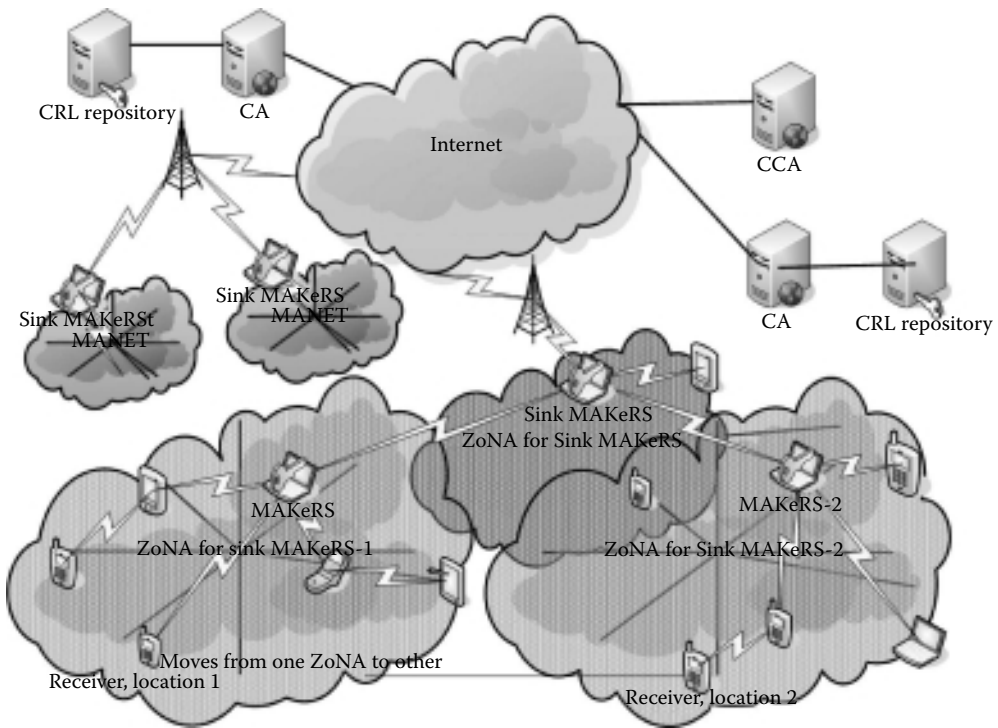 CRL repository
CA
Internet
CCA
Sink MAKeRSt
MANET
Sink MAKeRS
MANET
CA
CRL repository
Sink MAKeRS
ZoNA for Sink MAKeRS
MAKeRS
MAKeRS-2
ZoNA for sink MAKeRS-1
ZoNA for Sink MAKeRS-2
Moves from one ZoNA to other
Receiver, location 1
Receiver, location 2